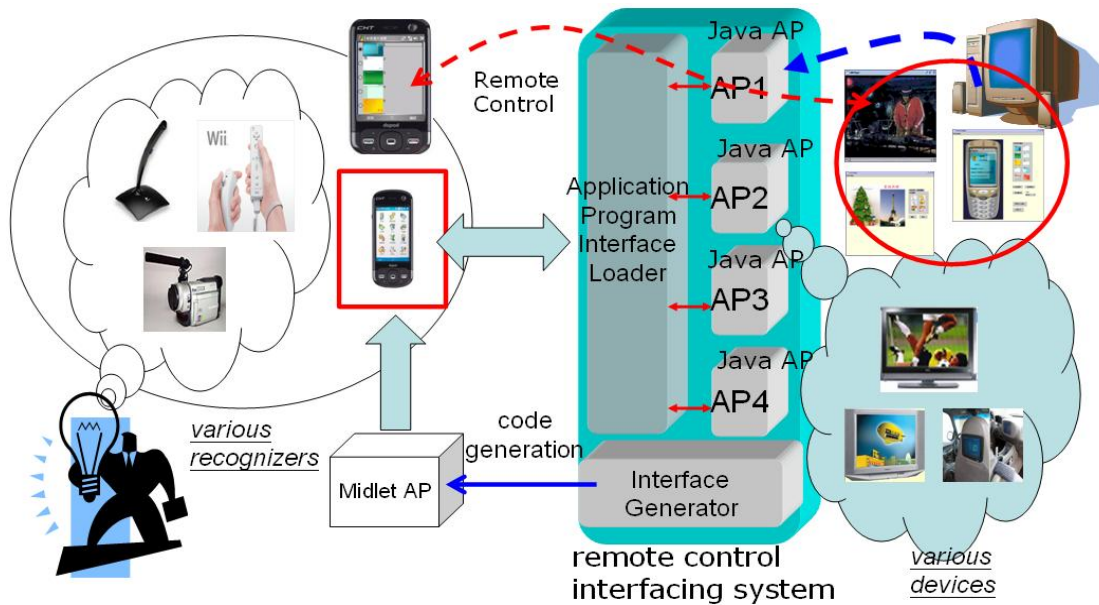 CHT
Remote
Control
Wii
various
recognizers
Midlet AP
code
generation
Application
Program
Interface
Loader
Java AP
AP1
Java AP
AP2
Java AP
AP3
Java AP
AP4
Interface
Generator
remote control
interfacing system
various
devices